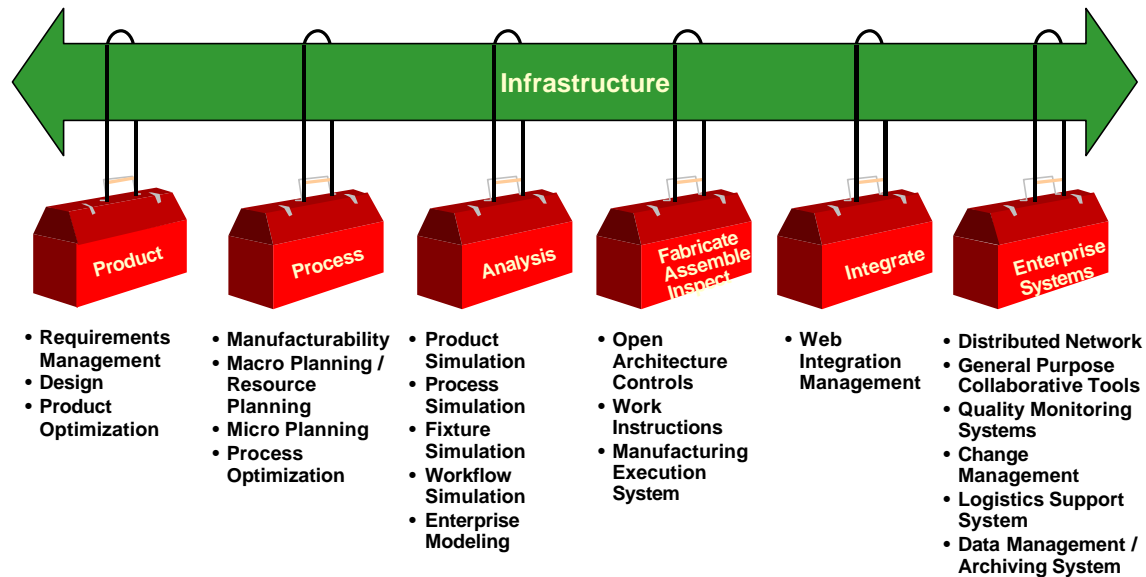 Infrastructure
Product
Process
Analysis
Fabricate
Assemble
Inspect
Integrate
Enterprise
Systems
• Requirements
Management
• Design
• Product
Optimization
• Manufacturability
• Macro Planning /
Resource
Planning
• Micro Planning
• Process
Optimization
• Product
Simulation
• Process
Simulation
• Fixture
Simulation
• Workflow
Simulation
• Enterprise
Modeling
• Open
Architecture
Controls
• Work
Instructions
• Manufacturing
Execution
System
• Web
Integration
Management
• Distributed Network
• General Purpose
Collaborative Tools
• Quality Monitoring
Systems
• Change
Management
• Logistics Support
System
• Data Management /
Archiving System